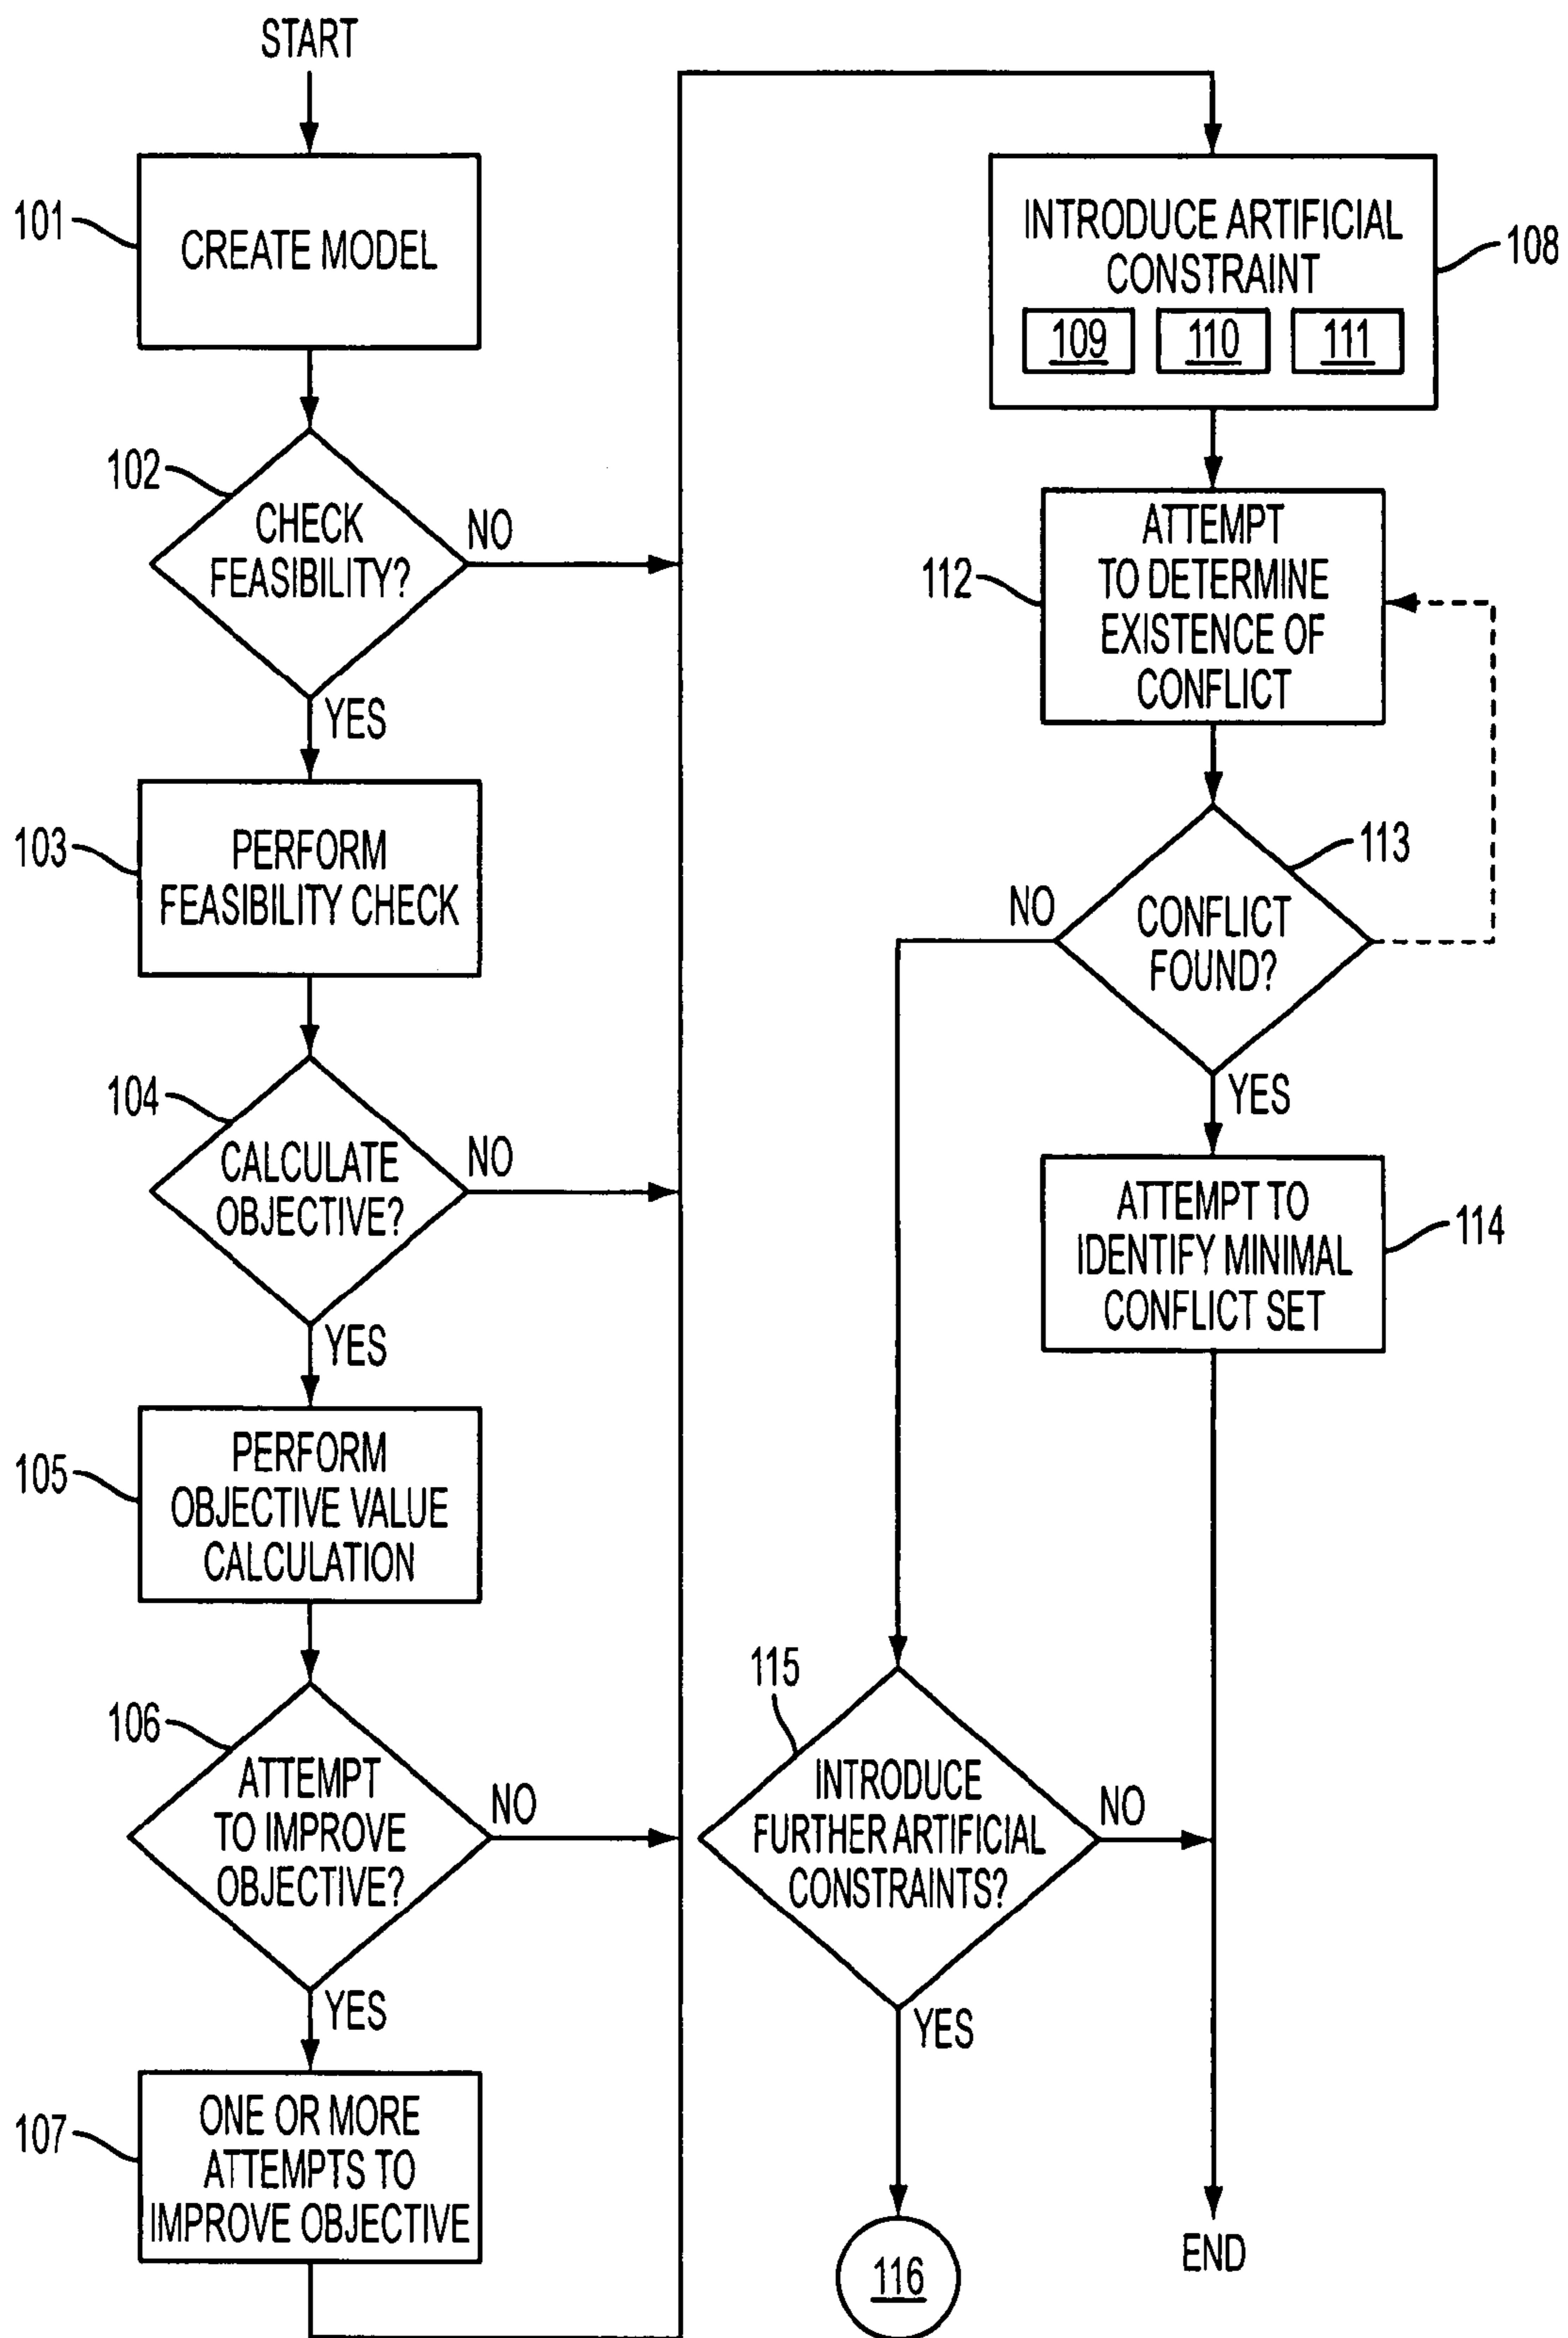 START
101
CREATE MODEL
102
CHECK
FEASIBILITY?
NO
YES
103
PERFORM
FEASIBILITY CHECK
104
CALCULATE
OBJECTIVE?
NO
YES
105
PERFORM
OBJECTIVE VALUE
CALCULATION
106
ATTEMPT
TO IMPROVE
OBJECTIVE?
NO
YES
107
ONE OR MORE
ATTEMPTS TO
IMPROVE OBJECTIVE
INTRODUCE ARTIFICIAL
CONSTRAINT
108
109 110 111
112
ATTEMPT
TO DETERMINE
EXISTENCE OF
CONFLICT
113
CONFLICT
FOUND?
NO
YES
ATTEMPT TO
IDENTIFY MINIMAL
CONFLICT SET
114
115
INTRODUCE
FURTHER ARTIFICIAL
CONSTRAINTS?
NO
YES
116
END